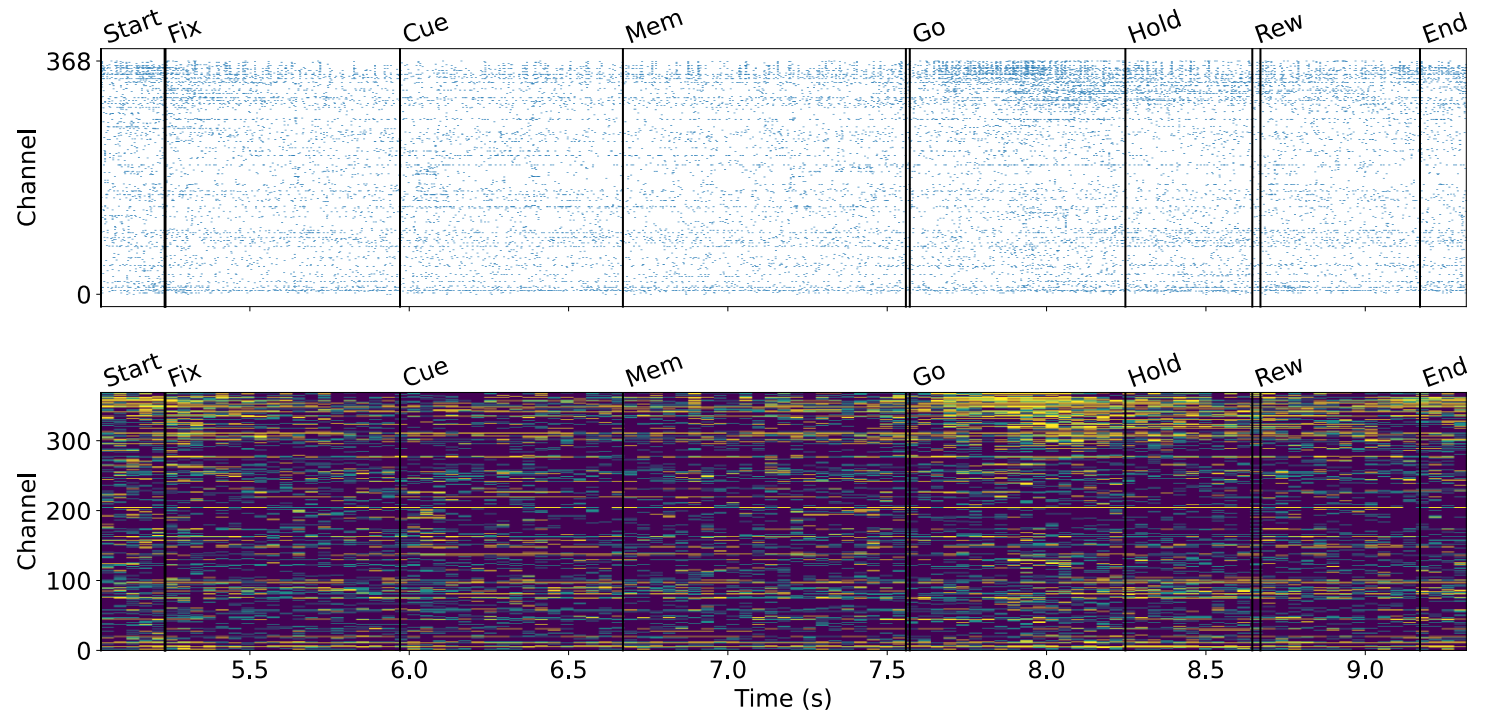 Start Fix Cue Mem Go Hold Rew End
368
Channel
0
Start Fix Cue Mem Go Hold Rew End
300
200
Channel
100
0
5.5 6.0 6.5 7.0 7.5 8.0 8.5 9.0
Time (s)